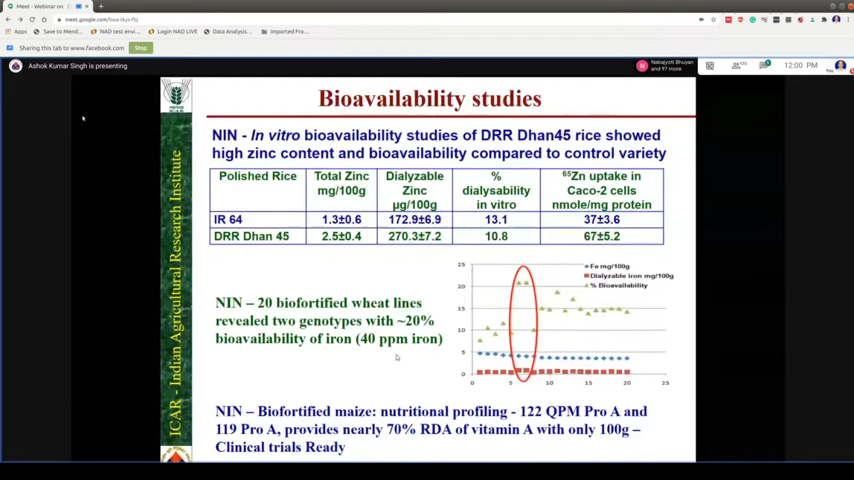 Meet - Webinar on
meet.google.com/bwa-tkyo-fbj
Apps
Save to Mend...
NAD test envi...
Login NAD LIVE
Data Analysis...
Imported Fro...
Sharing this tab to www.facebook.com
Stop
Ashok Kumar Singh is presenting
Nabajyoti Bhuyan
and 97 more
12:00 PM
You
ICAR - Indian Agricultural Research Institute
Bioavailability studies
NIN - In vitro bioavailability studies of DRR Dhan45 rice showed
high zinc content and bioavailability compared to control variety
Polished Rice Total Zinc mg/100g Dialyzable Zinc µg/100g % dialysability in vitro 65Zn uptake in Caco-2 cells nmole/mg protein
IR 64 1.3±0.6 172.9±6.9 13.1 37±3.6
DRR Dhan 45 2.5±0.4 270.3±7.2 10.8 67±5.2
NIN – 20 biofortified wheat lines
revealed two genotypes with ~20%
bioavailability of iron (40 ppm iron)
Fe mg/100g
Dialyzable iron mg/100g
% Bioavailability
25
20
15
10
5
0
0 5 10 15 20 25
NIN – Biofortified maize: nutritional profiling - 122 QPM Pro A and
119 Pro A, provides nearly 70% RDA of vitamin A with only 100g –
Clinical trials Ready